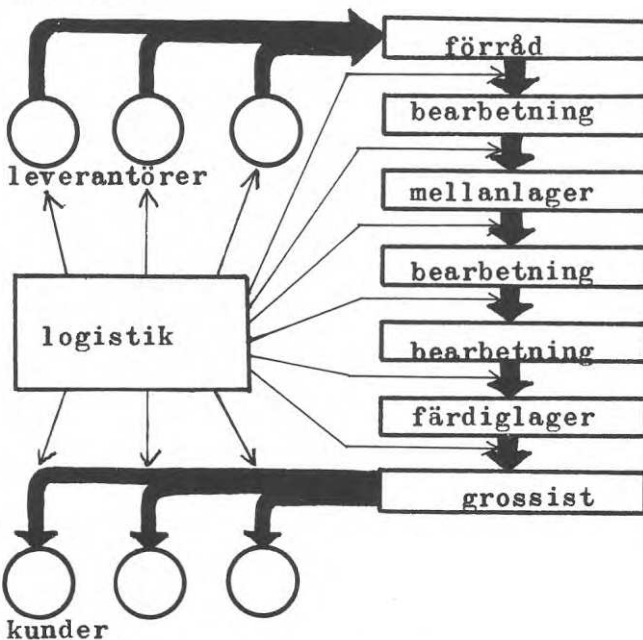 förråd
bearbetning
leverantörer
mellanlager
bearbetning
logistik
bearbetning
färdiglager
grossist
kunder